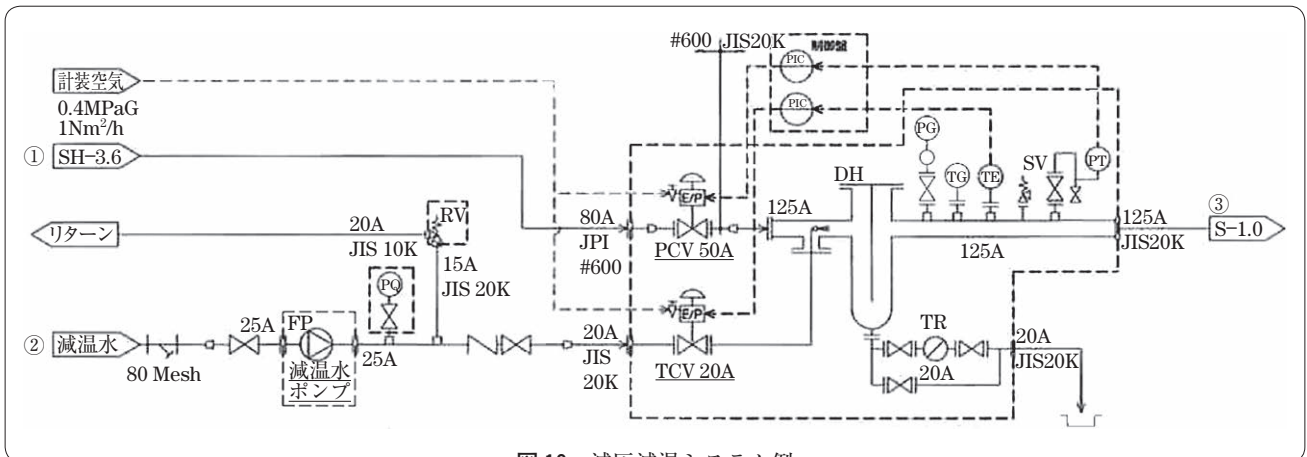 計装空気
0.4MPaG
1Nm²/h
① SH-3.6
リターン
20A
JIS 10K
RV
15A
JIS 20K
PQ
② 減温水
80 Mesh
25A
FP
減温水
ポンプ
25A
20A
JIS
20K
80A
JPI
#600
#600 JIS20K
PIC
PIC
E/P
PCV 50A
E/P
TCV 20A
125A
DH
PG
TG
TE
SV
PT
125A
125A
JIS20K
③
S-1.0
TR
20A
20A
JIS20K